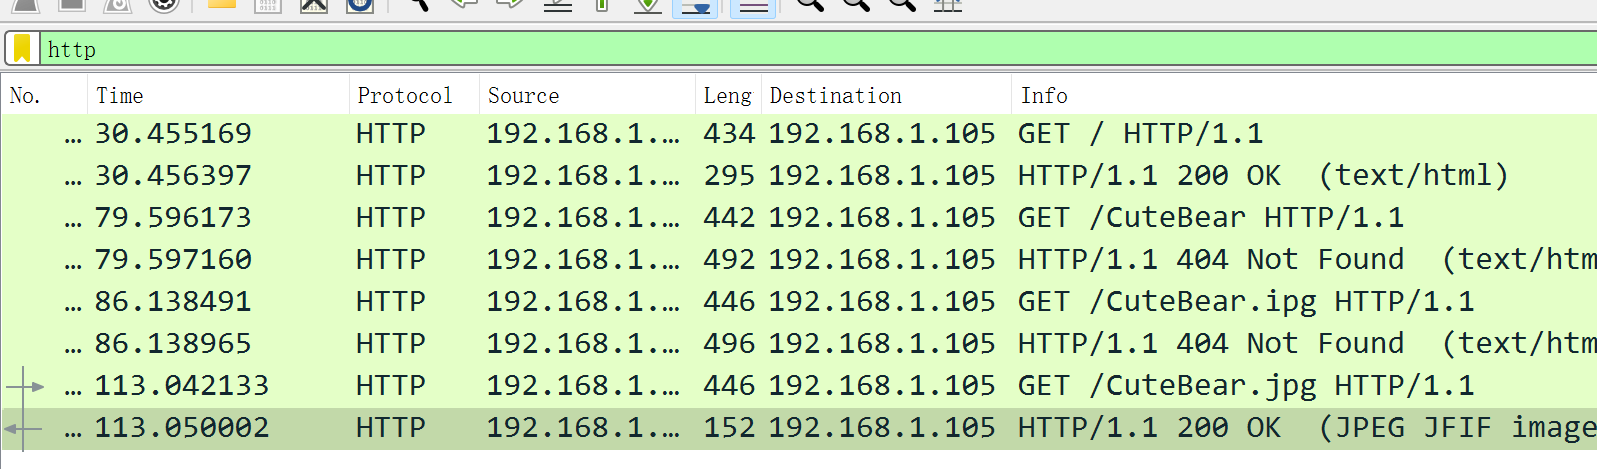 http
No. Time Protocol Source Leng Destination Info
… 30.455169 HTTP 192.168.1.… 434 192.168.1.105 GET / HTTP/1.1
… 30.456397 HTTP 192.168.1.… 295 192.168.1.105 HTTP/1.1 200 OK (text/html)
… 79.596173 HTTP 192.168.1.… 442 192.168.1.105 GET /CuteBear HTTP/1.1
… 79.597160 HTTP 192.168.1.… 492 192.168.1.105 HTTP/1.1 404 Not Found (text/htm
… 86.138491 HTTP 192.168.1.… 446 192.168.1.105 GET /CuteBear.ipg HTTP/1.1
… 86.138965 HTTP 192.168.1.… 496 192.168.1.105 HTTP/1.1 404 Not Found (text/htm
… 113.042133 HTTP 192.168.1.… 446 192.168.1.105 GET /CuteBear.jpg HTTP/1.1
… 113.050002 HTTP 192.168.1.… 152 192.168.1.105 HTTP/1.1 200 OK (JPEG JFIF image